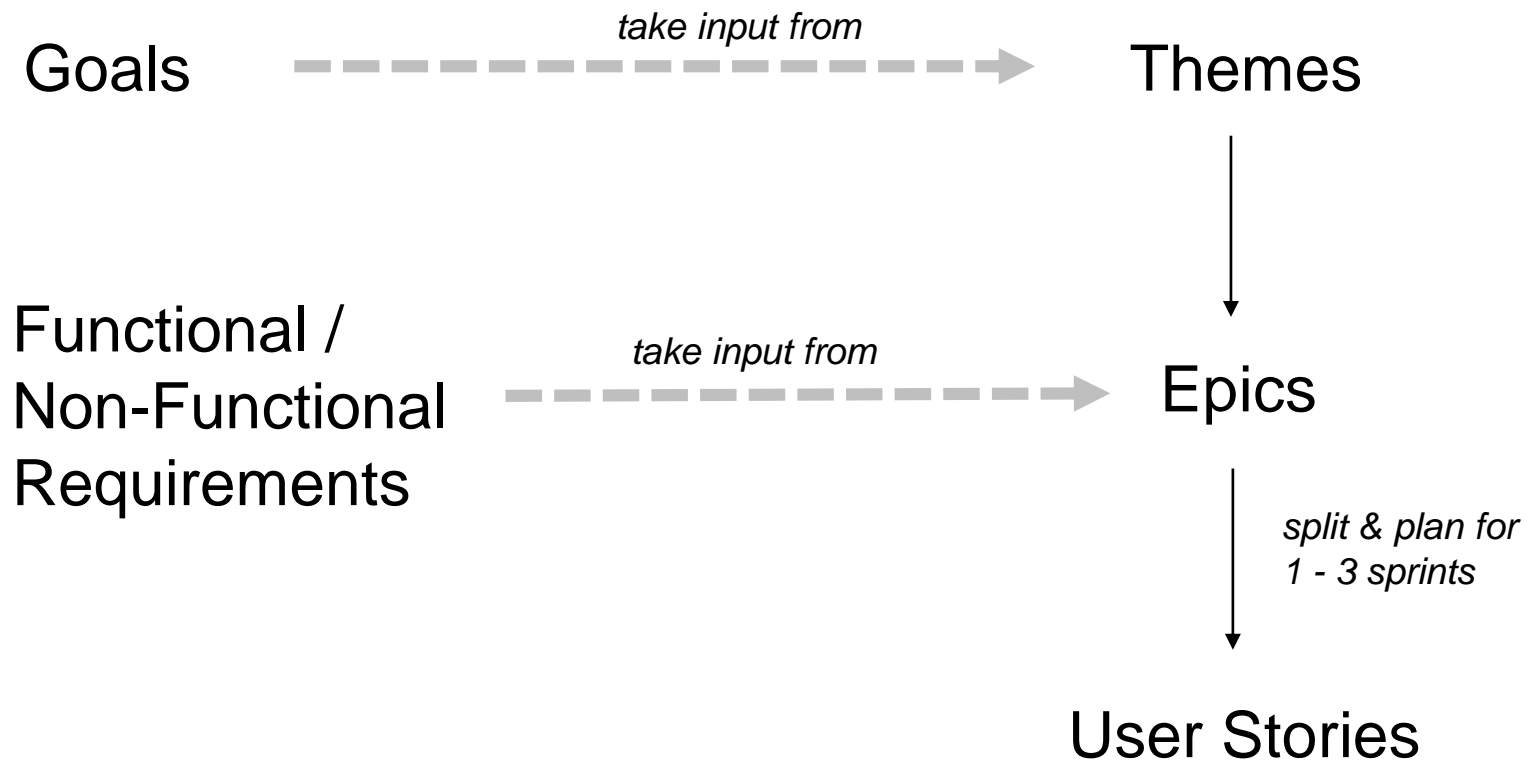 take input from
Goals
Themes
Functional /
Non-Functional
Requirements
take input from
Epics
split & plan for
1 - 3 sprints
User Stories